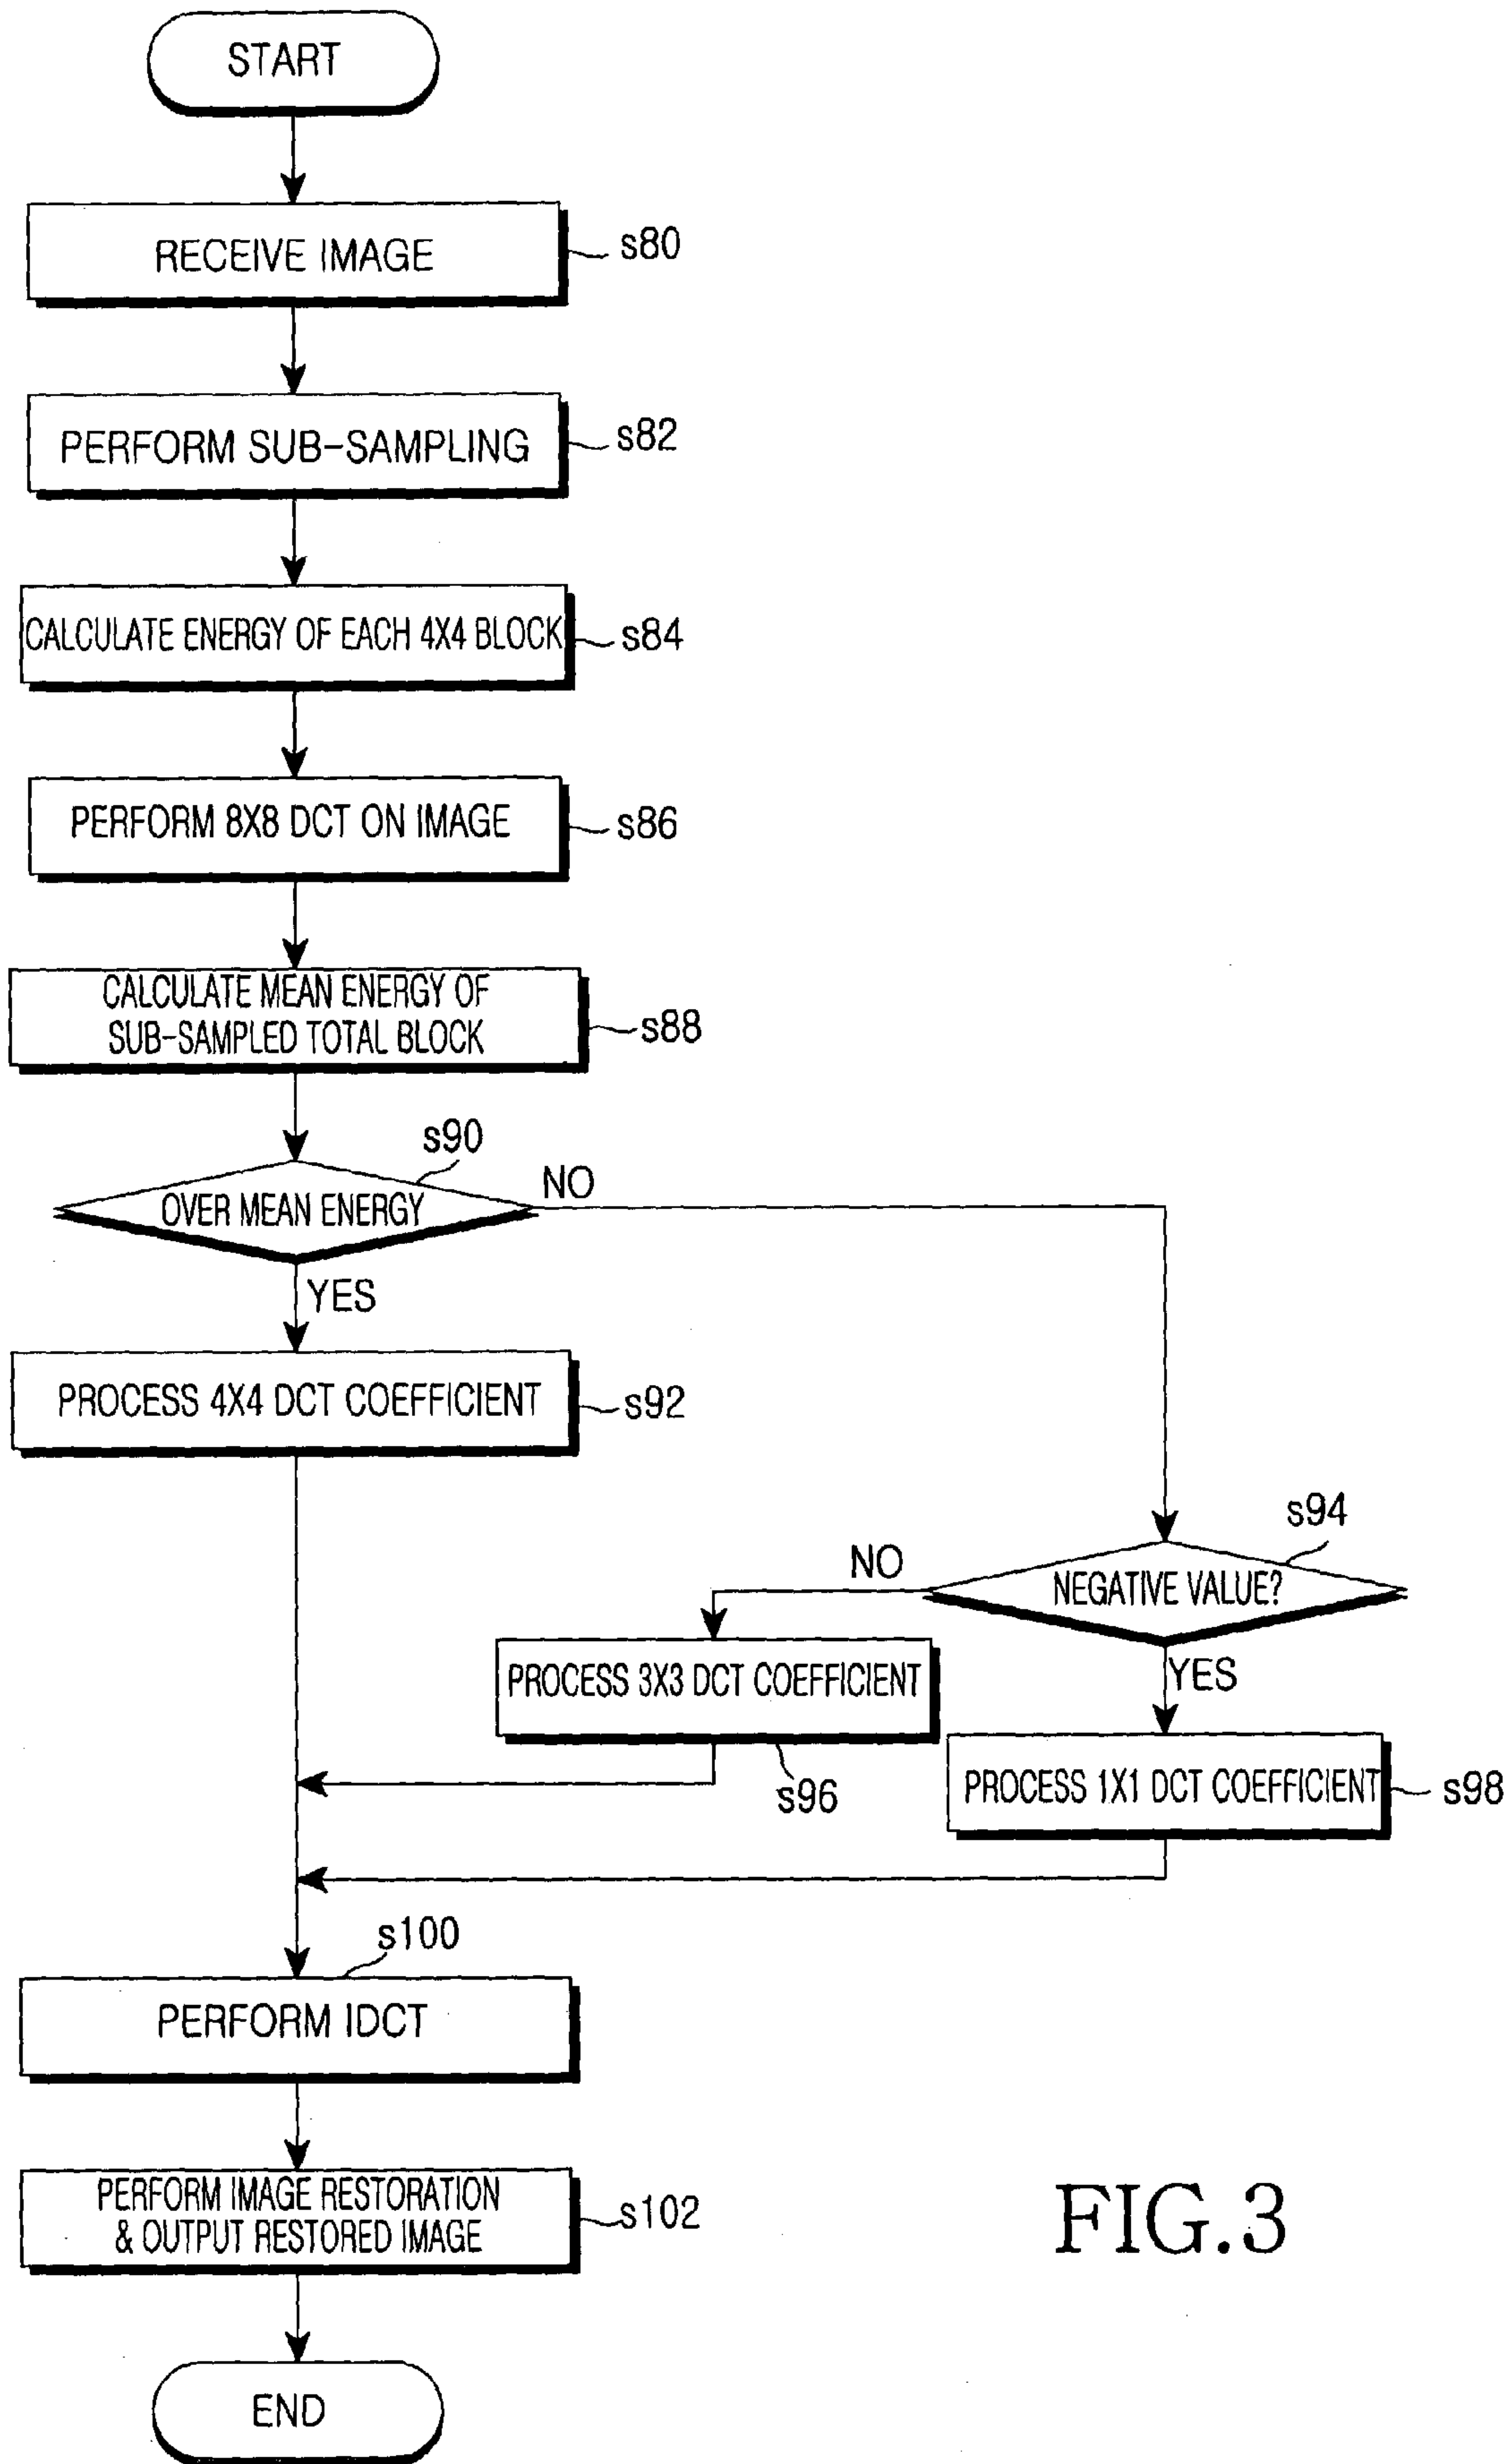 START
RECEIVE IMAGE
s80
PERFORM SUB-SAMPLING
s82
CALCULATE ENERGY OF EACH 4X4 BLOCK
s84
PERFORM 8X8 DCT ON IMAGE
s86
CALCULATE MEAN ENERGY OF
SUB-SAMPLED TOTAL BLOCK
s88
s90
OVER MEAN ENERGY
NO
YES
PROCESS 4X4 DCT COEFFICIENT
s92
s94
NEGATIVE VALUE?
NO
YES
PROCESS 3X3 DCT COEFFICIENT
s96
PROCESS 1X1 DCT COEFFICIENT
s98
s100
PERFORM IDCT
PERFORM IMAGE RESTORATION
& OUTPUT RESTORED IMAGE
s102
END
FIG.3